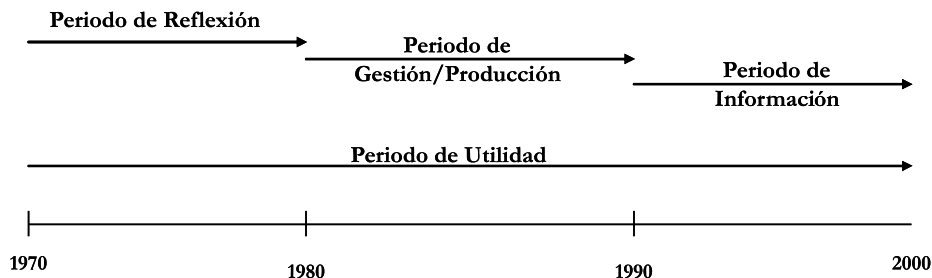 Periodo de Reflexión
Periodo de
Gestión/Producción
Periodo de
Información
Periodo de Utilidad
1970
1980
1990
2000